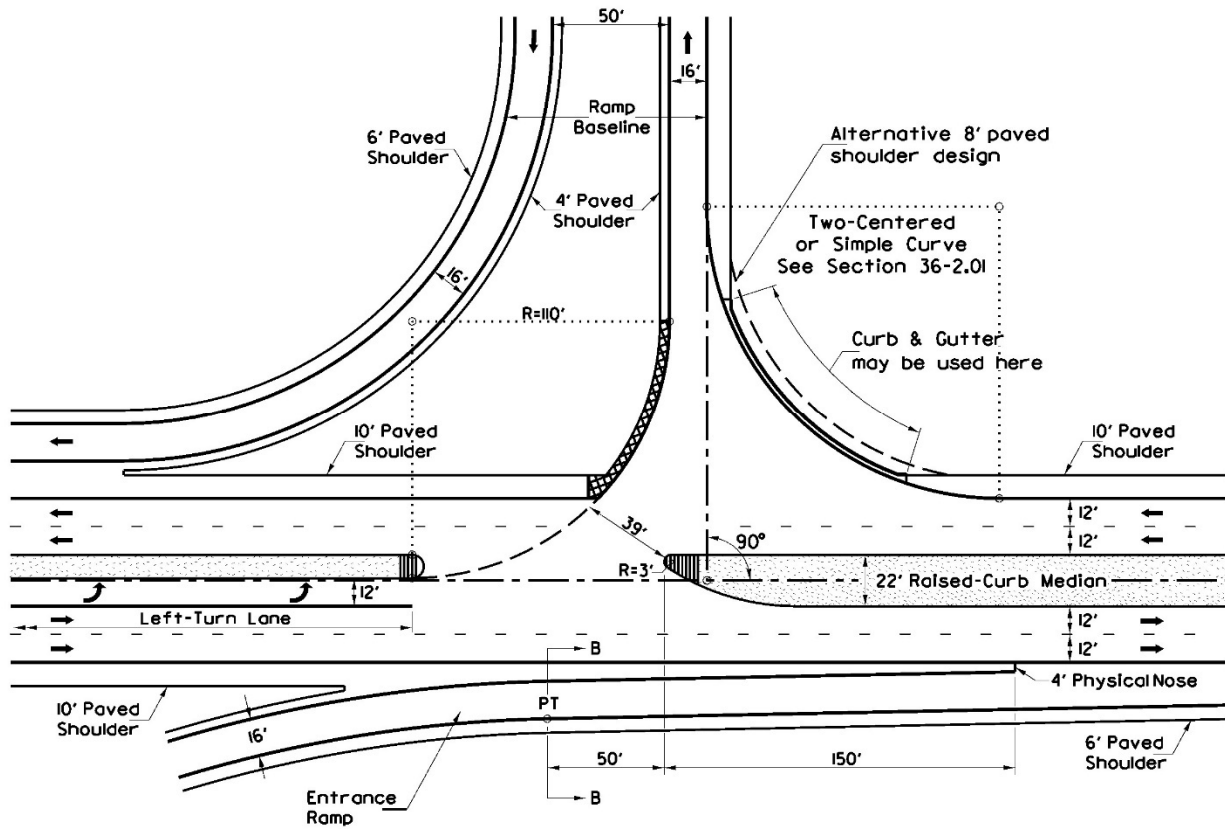 50'
16'
Ramp
Baseline
6' Paved
Shoulder
Alternative 8' paved
shoulder design
4' Paved
Shoulder
Two-Centered
or Simple Curve
See Section 36-2.01
16'
R=110'
Curb & Gutter
may be used here
10' Paved
Shoulder
10' Paved
Shoulder
39'
12'
90°
12'
R=3'
22' Raised-Curb Median
12'
Left-Turn Lane
12'
B
12'
4' Physical Nose
10' Paved
Shoulder
PT
16'
6' Paved
Shoulder
50'
150'
Entrance
Ramp
B